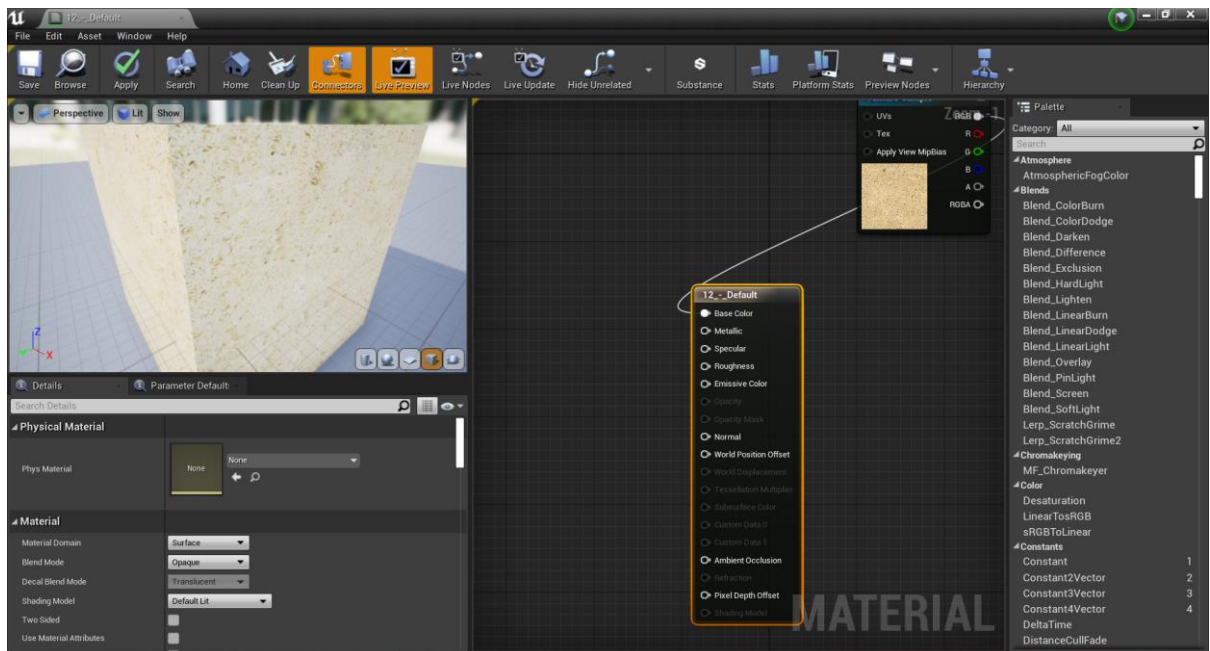 12_-_Default
File Edit Asset Window Help
Save Browse Apply Search Home Clean Up Connectors Live Preview Live Nodes Live Update Hide Unrelated Substance Stats Platform Stats Preview Nodes Hierarchy
Perspective Lit Show
Z
X
Details
Parameter Default
Search Details
Physical Material
Phys Material
None
None
Material
Material Domain Surface
Blend Mode Opaque
Decal Blend Mode Translucent
Shading Model Default Lit
Two Sided
Use Material Attributes
UVs RGB
Tex R
Apply View MipBias G
B
A
RGBA
12_-_Default
Base Color
Metallic
Specular
Roughness
Emissive Color
Opacity
Opacity Mask
Normal
World Position Offset
World Displacement
Tessellation Multiplier
Subsurface Color
Custom Data 0
Custom Data 1
Ambient Occlusion
Refraction
Pixel Depth Offset
Shading Model
MATERIAL
Palette
Category: All
Search
Atmosphere
AtmosphericFogColor
Blends
Blend_ColorBurn
Blend_ColorDodge
Blend_Darken
Blend_Difference
Blend_Exclusion
Blend_HardLight
Blend_Lighten
Blend_LinearBurn
Blend_LinearDodge
Blend_LinearLight
Blend_Overlay
Blend_PinLight
Blend_Screen
Blend_SoftLight
Lerp_ScratchGrime
Lerp_ScratchGrime2
Chromakeying
MF_Chromakeyer
Color
Desaturation
LinearTosRGB
sRGBToLinear
Constants
Constant 1
Constant2Vector 2
Constant3Vector 3
Constant4Vector 4
DeltaTime
DistanceCullFade